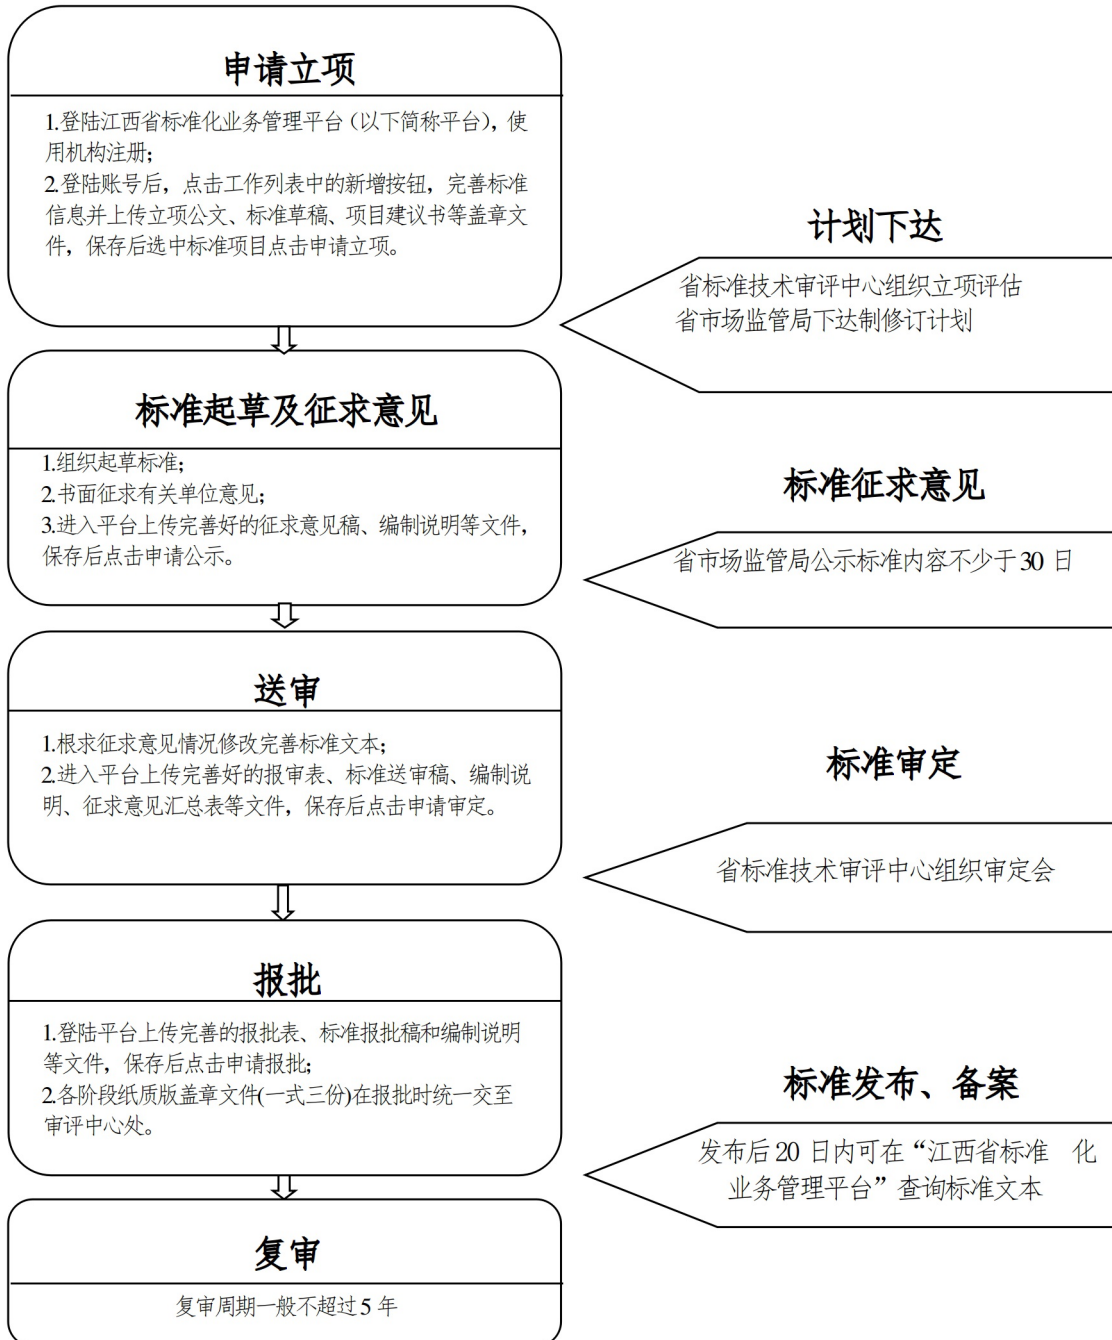 申请立项
1.登陆江西省标准化业务管理平台（以下简称平台），使
用机构注册；
2.登陆账号后，点击工作列表中的新增按钮，完善标准
信息并上传立项公文、标准草稿、项目建议书等盖章文
件，保存后选中标准项目点击申请立项。
计划下达
省标准技术审评中心组织立项评估
省市场监管局下达制修订计划
标准起草及征求意见
1.组织起草标准；
2.书面征求有关单位意见；
3.进入平台上传完善好的征求意见稿、编制说明等文件，
保存后点击申请公示。
标准征求意见
省市场监管局公示标准内容不少于30 日
送审
1.根求征求意见情况修改完善标准文本；
2.进入平台上传完善好的报审表、标准送审稿、编制说
明、征求意见汇总表等文件，保存后点击申请审定。
标准审定
省标准技术审评中心组织审定会
报批
1.登陆平台上传完善的报批表、标准报批稿和编制说明
等文件，保存后点击申请报批；
2.各阶段纸质版盖章文件(一式三份)在报批时统一交至
审评中心处。
标准发布、备案
发布后20 日内可在“江西省标准　化
业务管理平台”查询标准文本
复审
复审周期一般不超过5 年